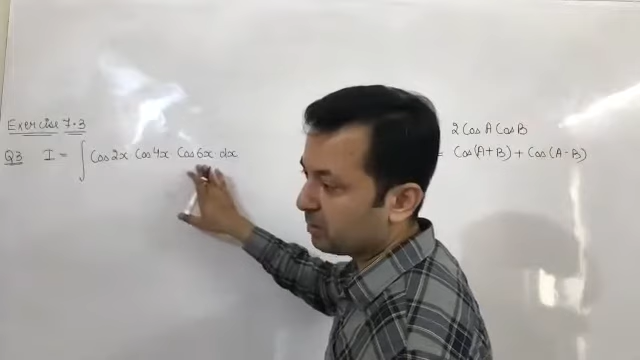 Exercise 7.3
Q3 I = ∫ Cos 2x Cos 4x Cos 6x dx
2 Cos A Cos B
= Cos(A+B) + Cos(A-B)